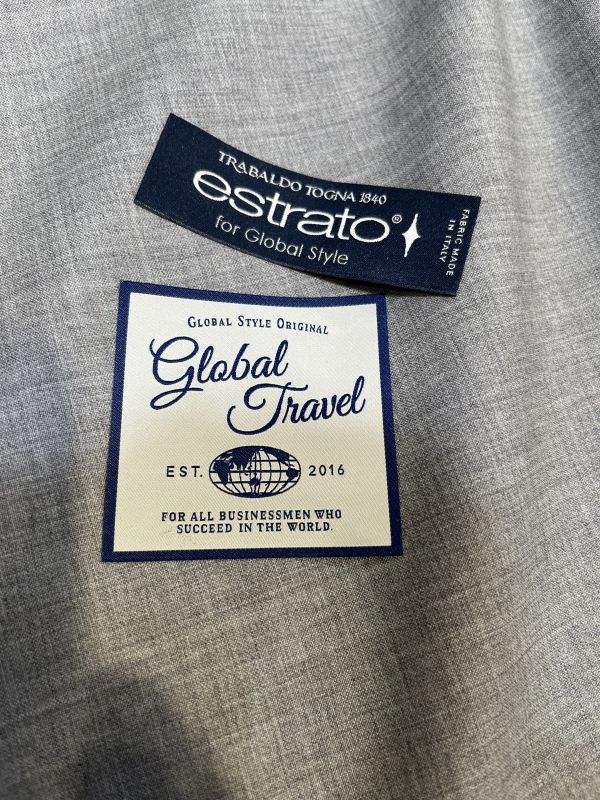 TRABALDO TOGNA 1840
estrato®
for Global Style
FABRIC MADE
IN ITALY
GLOBAL STYLE ORIGINAL
Global
Travel
EST. 2016
FOR ALL BUSINESSMEN WHO
SUCCEED IN THE WORLD.